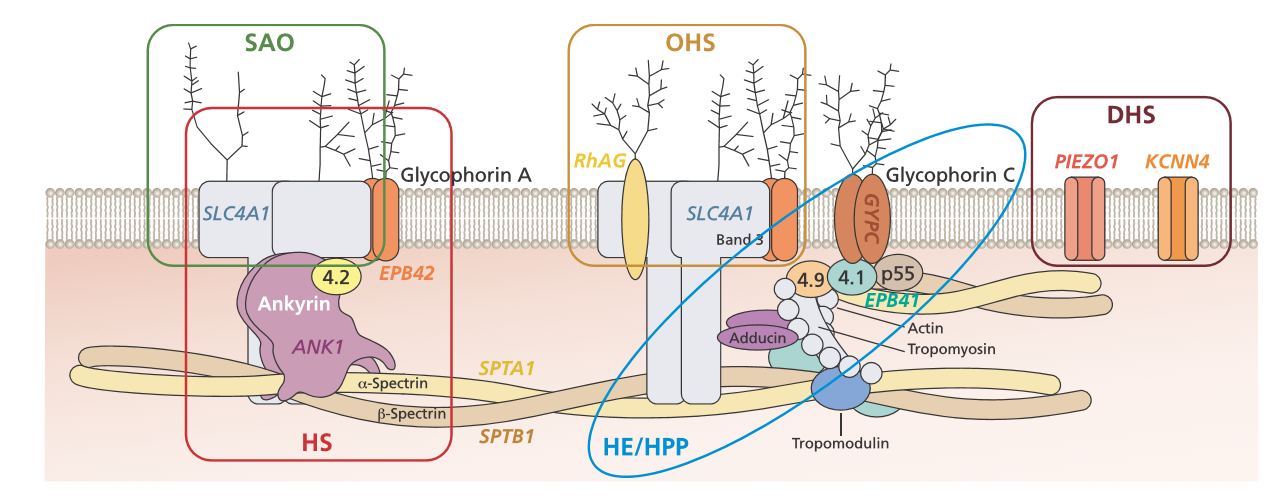 SAO
OHS
DHS
PIEZO1
KCNN4
RhAG
Glycophorin A
Glycophorin C
SLC4A1
SLC4A1
GYPC
Band 3
4.2
EPB42
4.9
4.1
p55
Ankyrin
EPB41
Actin
Adducin
Tropomyosin
ANK1
SPTA1
α-Spectrin
β-Spectrin
SPTB1
HS
HE/HPP
Tropomodulin